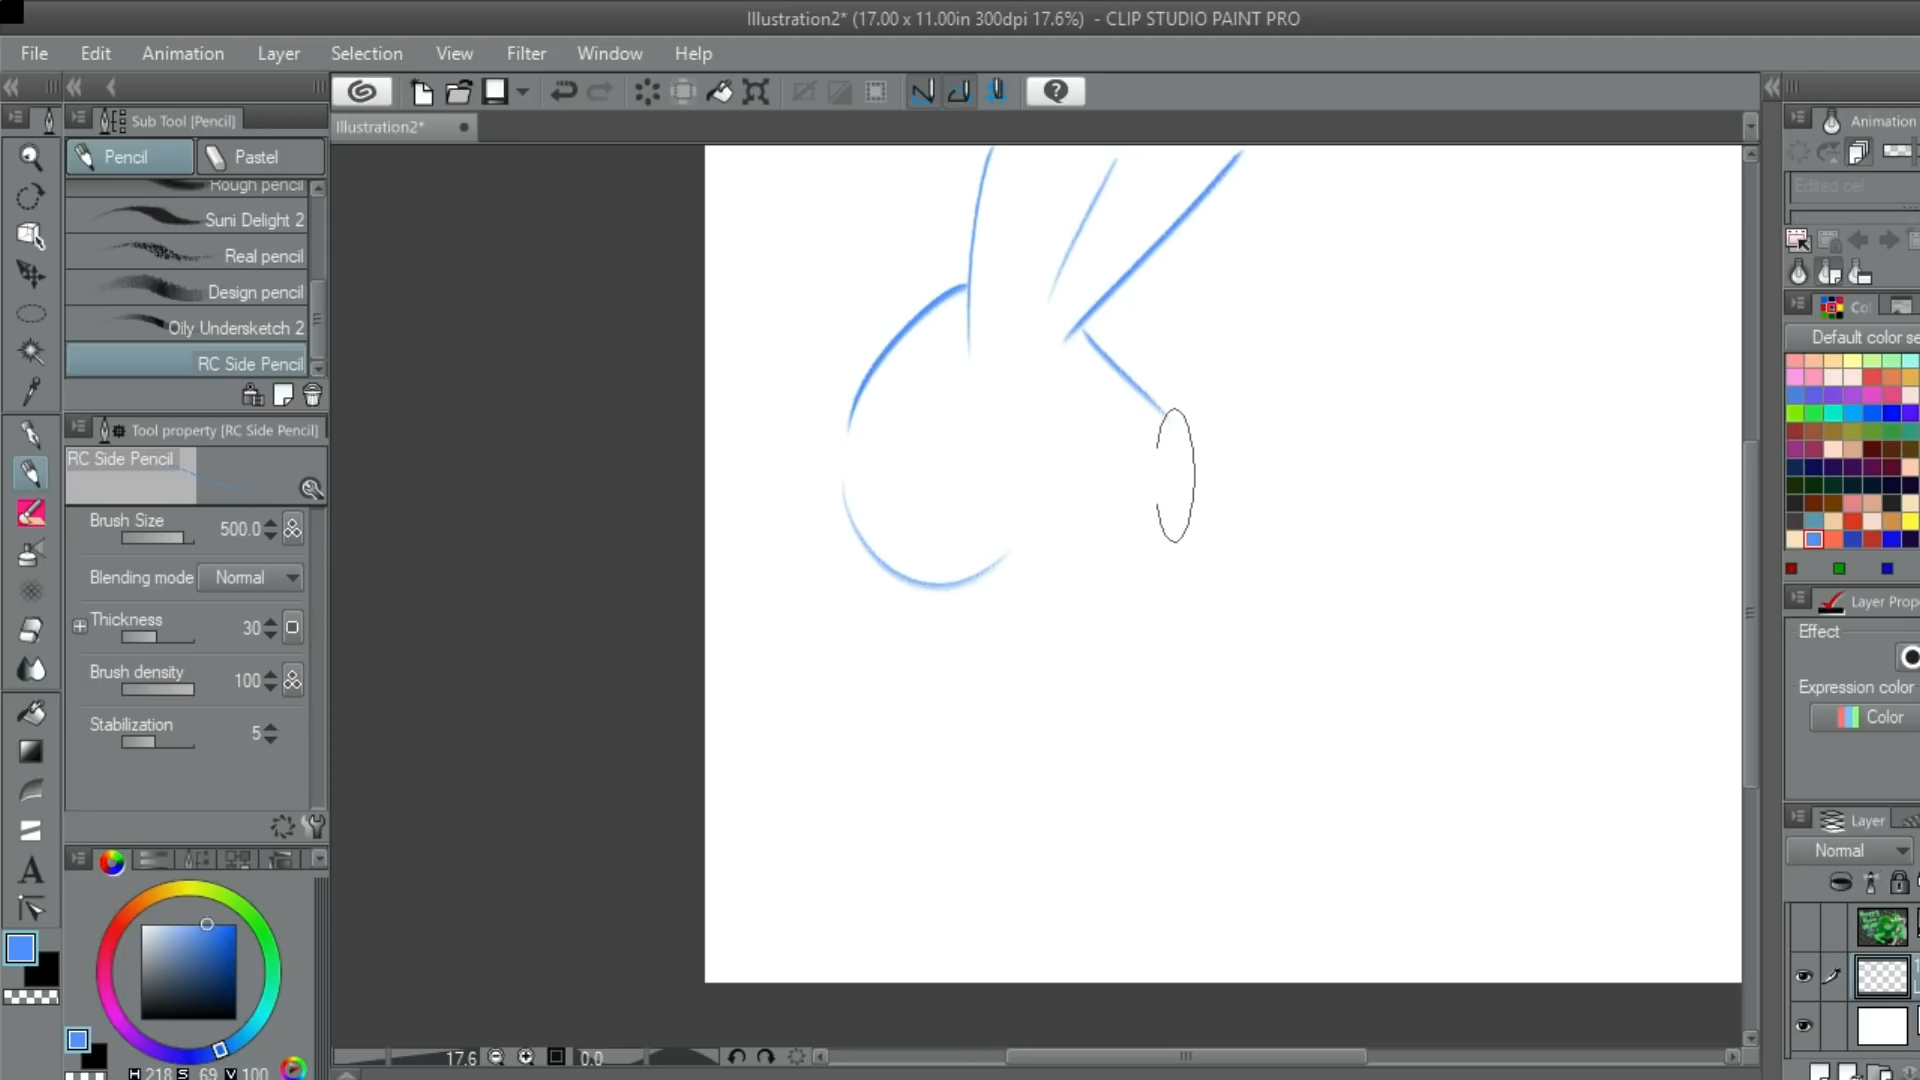 Illustration2* (17.00 x 11.00in 300dpi 17.6%) - CLIP STUDIO PAINT PRO
File Edit Animation Layer Selection View Filter Window Help
Sub Tool [Pencil]
Illustration2*
Animation
Pencil Pastel
Rough pencil
Edited cel
Suni Delight 2
Real pencil
Design pencil
Co
Oily Undersketch 2
Default color se
RC Side Pencil
Tool property [RC Side Pencil]
RC Side Pencil
Brush Size 500.0
Blending mode Normal
Layer Prop
Thickness 30
Effect
Brush density 100
Expression color
Color
Stabilization 5
Layer
Normal
A
17.6 0.0
H 218 S 69 V 100